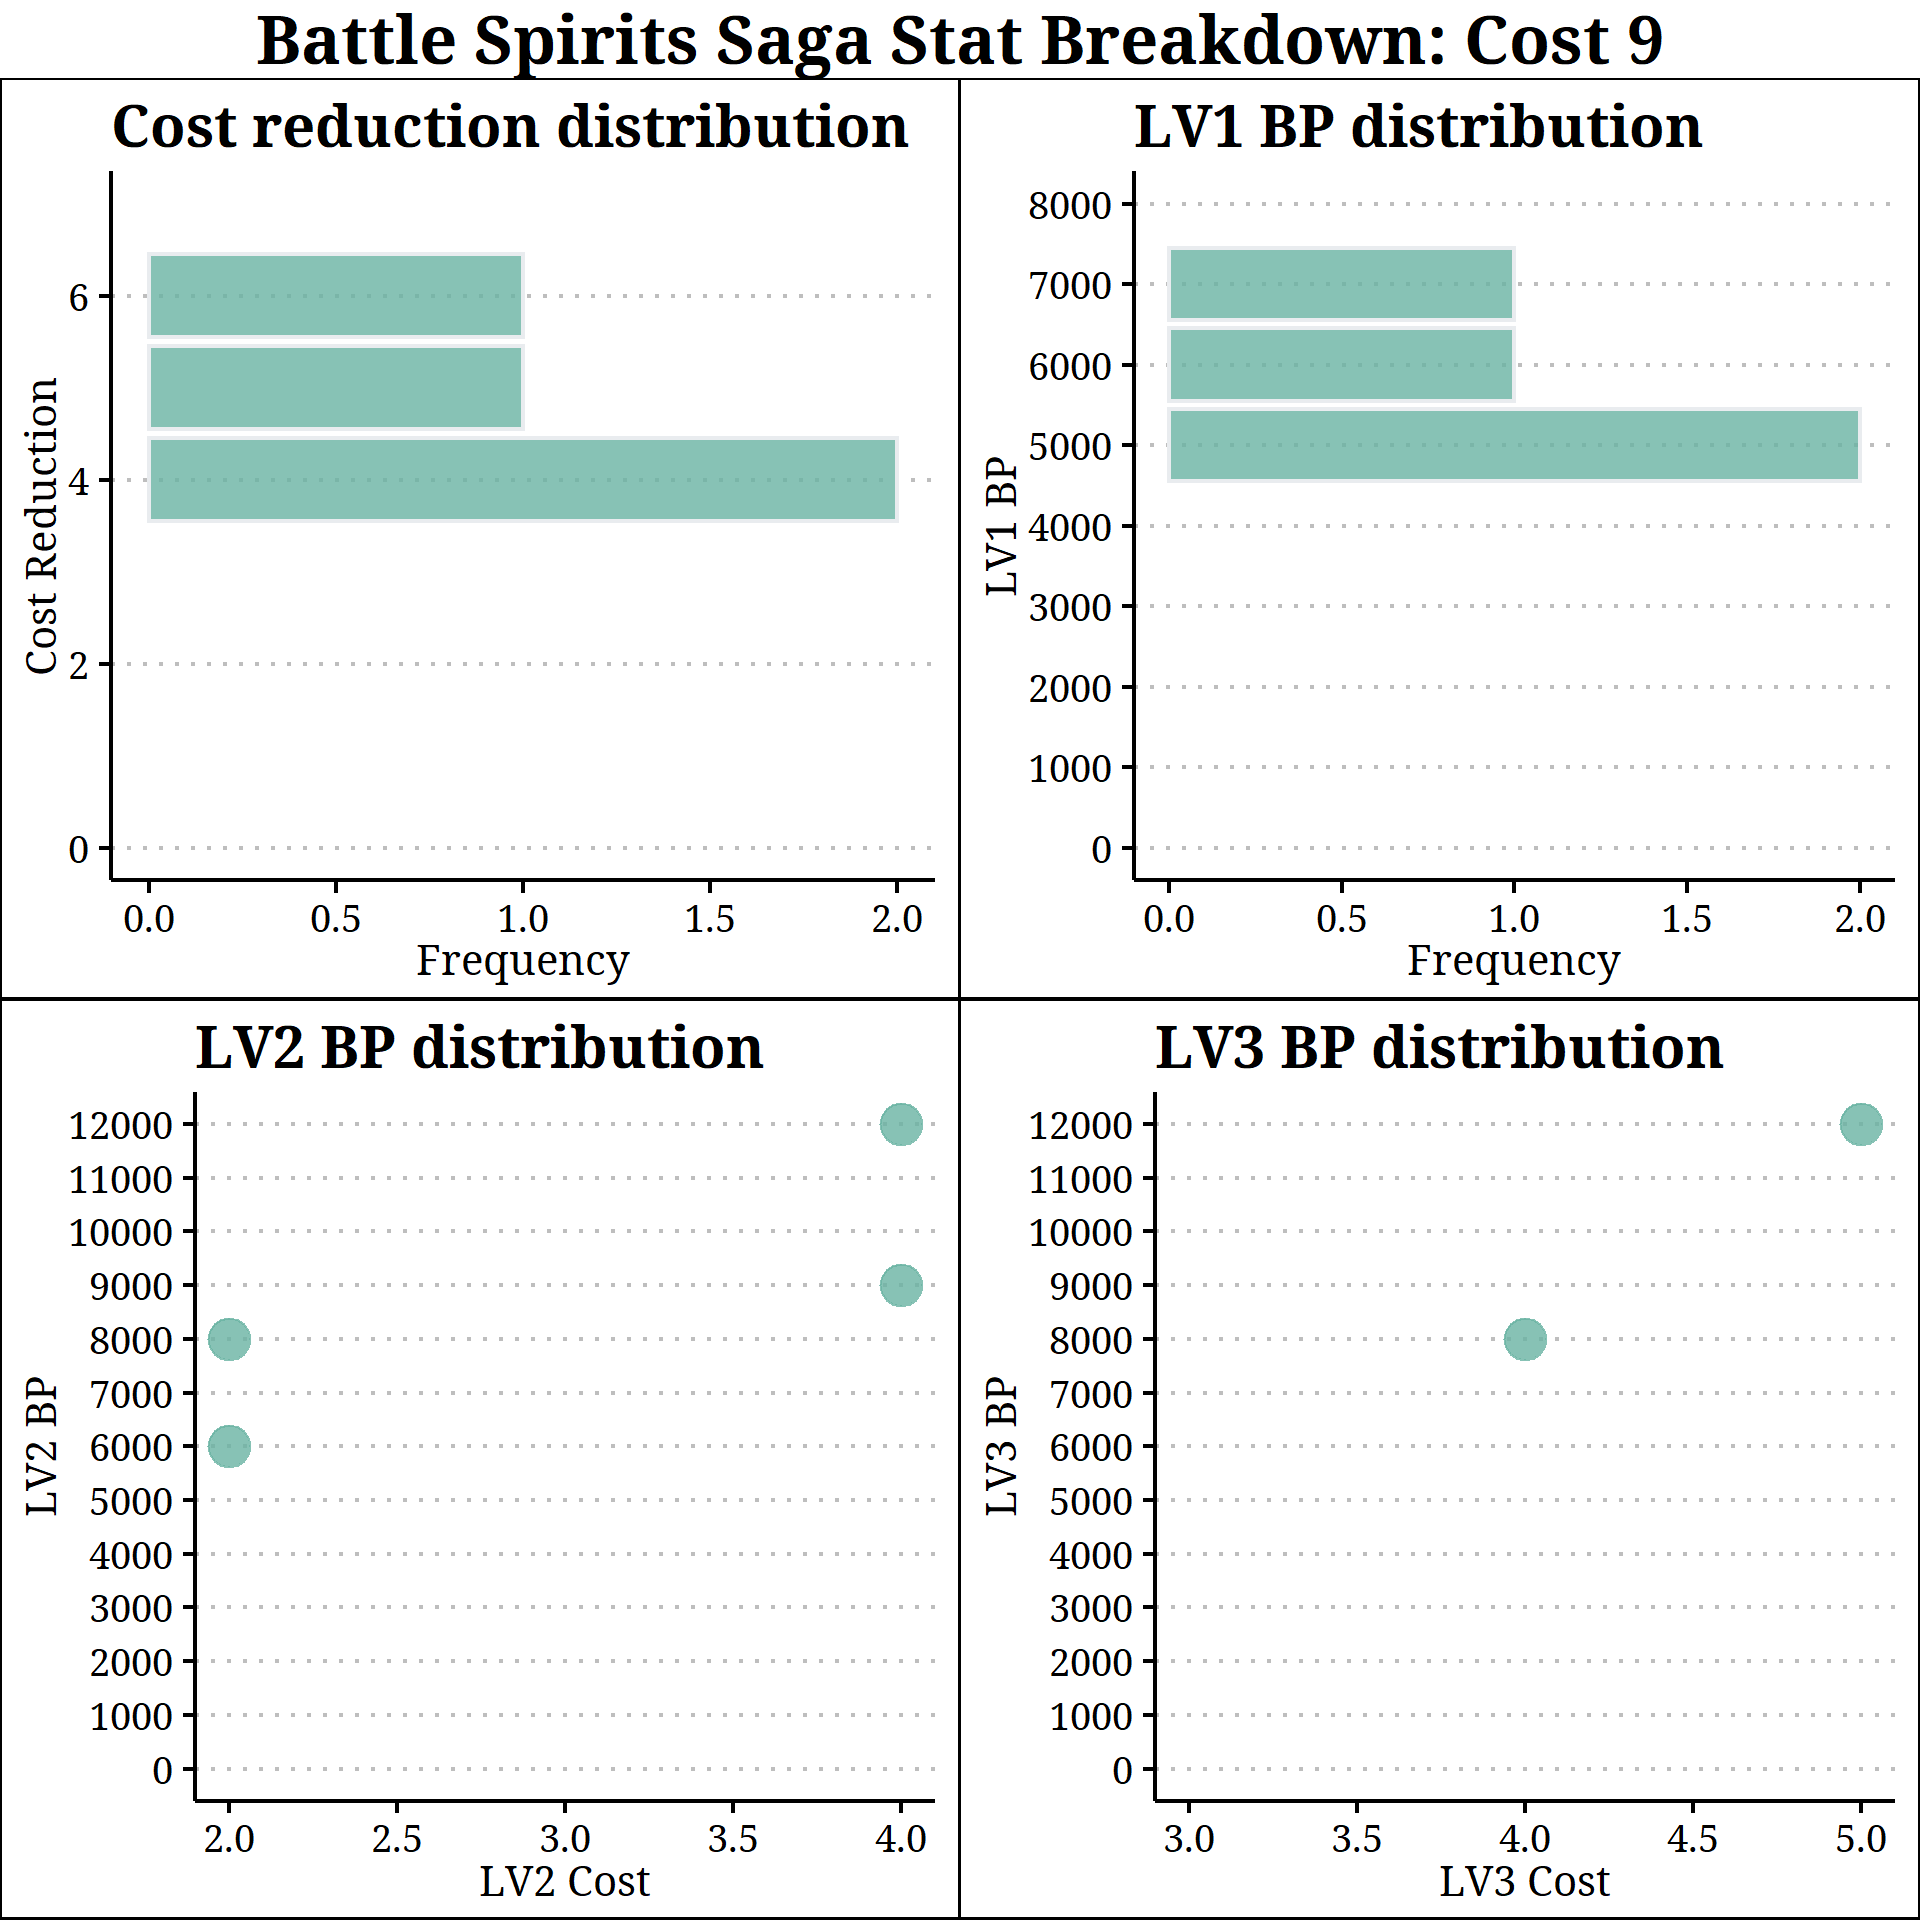 Battle Spirits Saga Stat Breakdown: Cost 9
Cost reduction distribution
Cost Reduction
6
4
2
0
0.0 0.5 1.0 1.5 2.0
Frequency
LV1 BP distribution
LV1 BP
8000
7000
6000
5000
4000
3000
2000
1000
0
0.0 0.5 1.0 1.5 2.0
Frequency
LV2 BP distribution
LV2 BP
12000
11000
10000
9000
8000
7000
6000
5000
4000
3000
2000
1000
0
2.0 2.5 3.0 3.5 4.0
LV2 Cost
LV3 BP distribution
LV3 BP
12000
11000
10000
9000
8000
7000
6000
5000
4000
3000
2000
1000
0
3.0 3.5 4.0 4.5 5.0
LV3 Cost